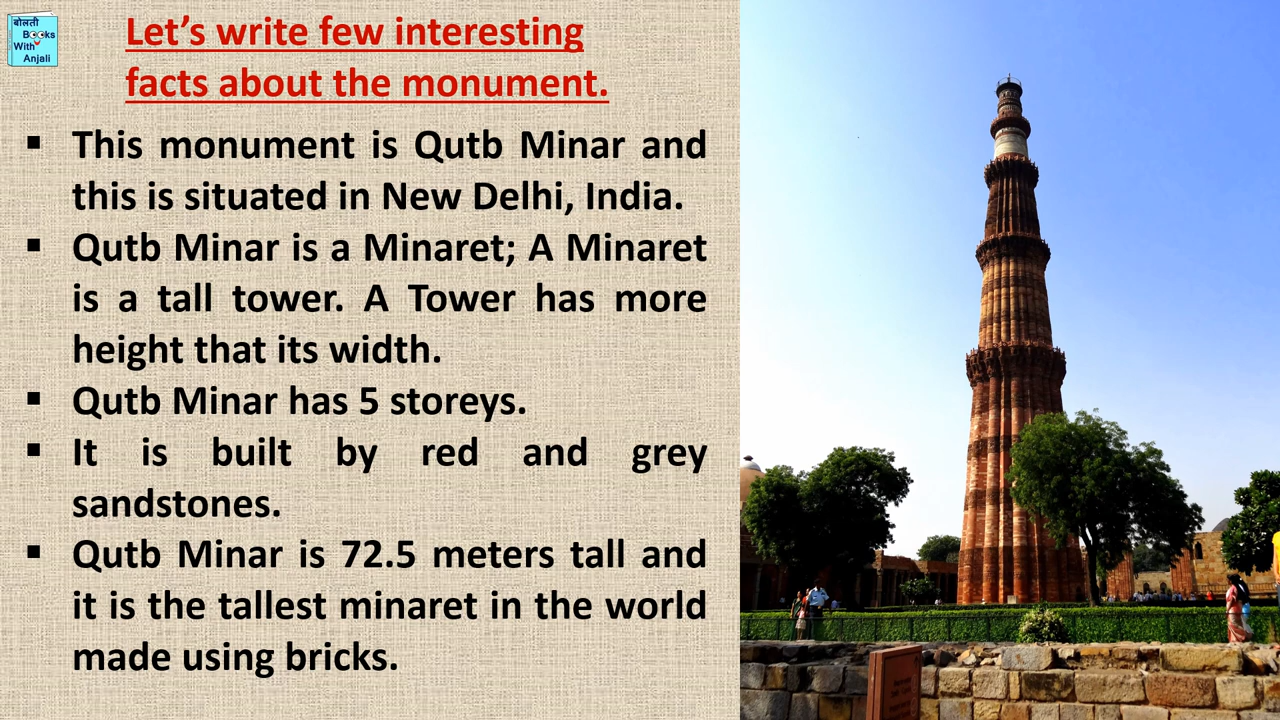 बोलती
Books
With
Anjali
Let's write few interesting
facts about the monument.
▪ This monument is Qutb Minar and
this is situated in New Delhi, India.
▪ Qutb Minar is a Minaret; A Minaret
is a tall tower. A Tower has more
height that its width.
▪ Qutb Minar has 5 storeys.
▪ It is built by red and grey
sandstones.
▪ Qutb Minar is 72.5 meters tall and
it is the tallest minaret in the world
made using bricks.